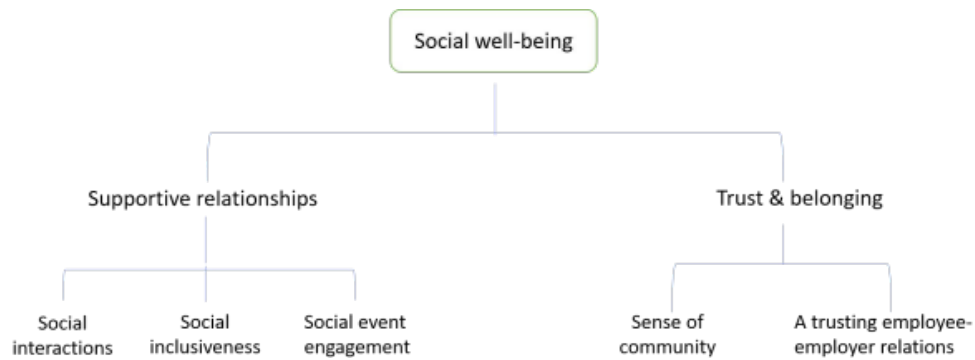 Social well-being
Supportive relationships
Trust & belonging
Social
interactions
Social
inclusiveness
Social event
engagement
Sense of
community
A trusting employee-
employer relations